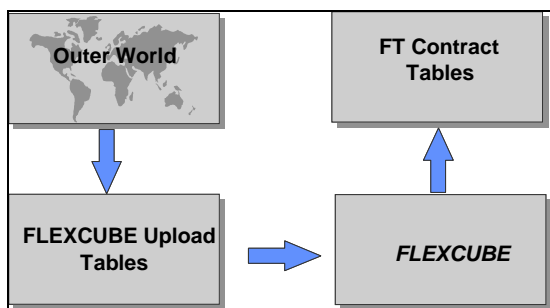 Outer World
FT Contract
Tables
FLEXCUBE Upload
Tables
FLEXCUBE